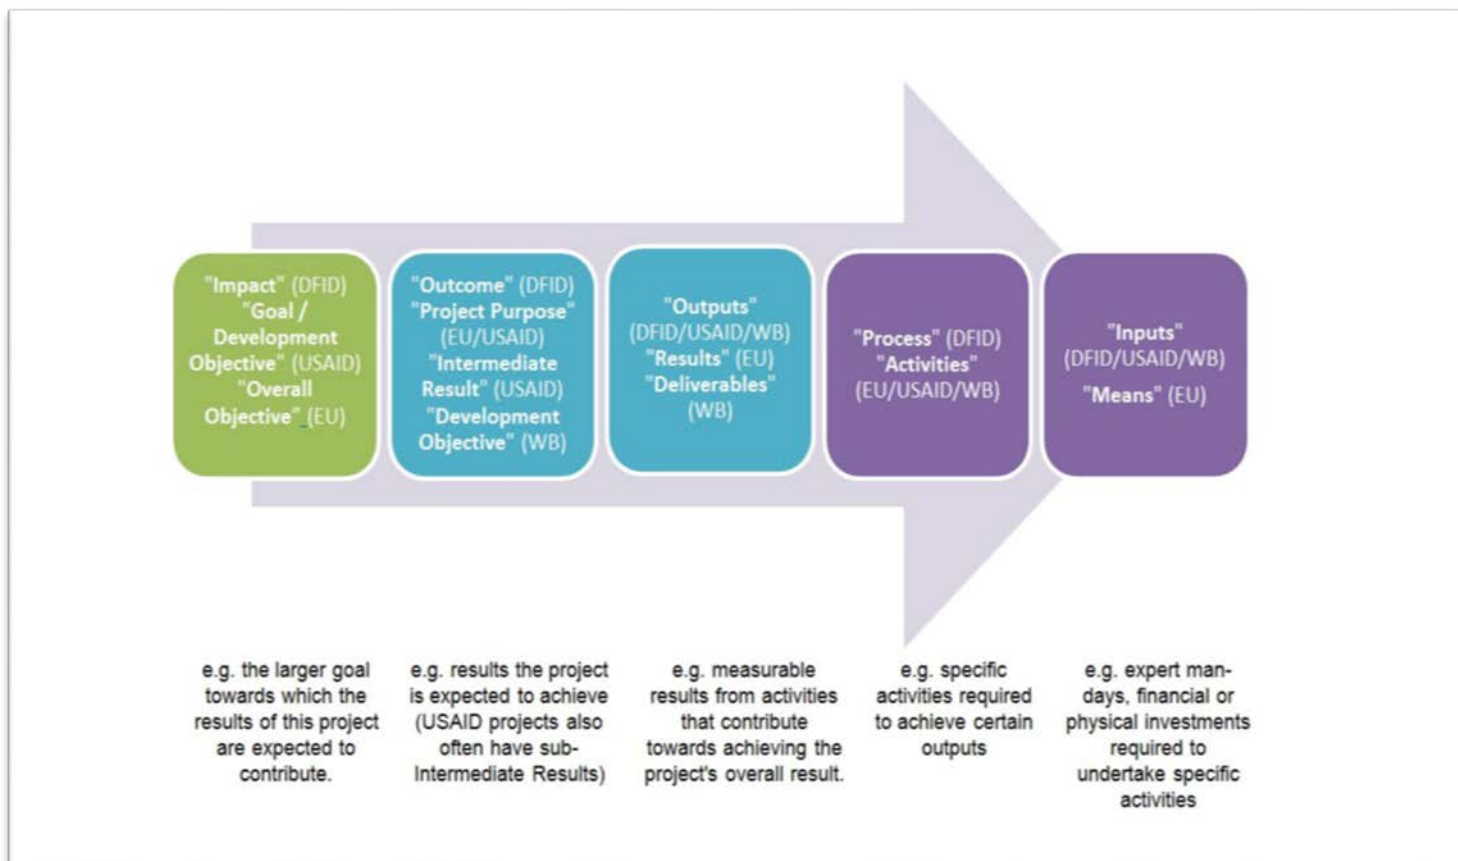 "Impact" (DFID)
"Goal /
Development
Objective" (USAID)
"Overall
Objective" (EU)
"Outcome" (DFID)
"Project Purpose"
(EU/USAID)
"Intermediate
Result" (USAID)
"Development
Objective" (WB)
"Outputs"
(DFID/USAID/WB)
"Results" (EU)
"Deliverables"
(WB)
"Process" (DFID)
"Activities"
(EU/USAID/WB)
"Inputs"
(DFID/USAID/WB)
"Means" (EU)
e.g. the larger goal
towards which the
results of this project
are expected to
contribute.
e.g. results the project
is expected to achieve
(USAID projects also
often have sub-
Intermediate Results)
e.g. measurable
results from activities
that contribute
towards achieving the
project's overall result.
e.g. specific
activities required
to achieve certain
outputs
e.g. expert man-
days, financial or
physical investments
required to
undertake specific
activities